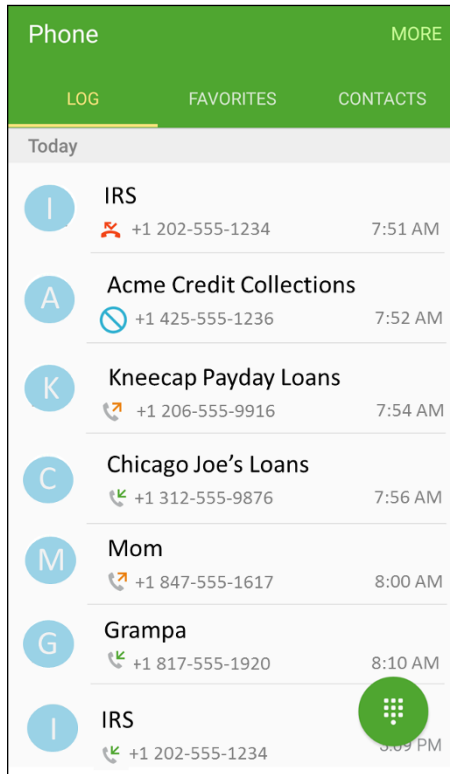 Phone MORE
LOG FAVORITES CONTACTS
Today
I IRS
+1 202-555-1234 7:51 AM
A Acme Credit Collections
+1 425-555-1236 7:52 AM
K Kneecap Payday Loans
+1 206-555-9916 7:54 AM
C Chicago Joe's Loans
+1 312-555-9876 7:56 AM
M Mom
+1 847-555-1617 8:00 AM
G Grampa
+1 817-555-1920 8:10 AM
I IRS
+1 202-555-1234 PM